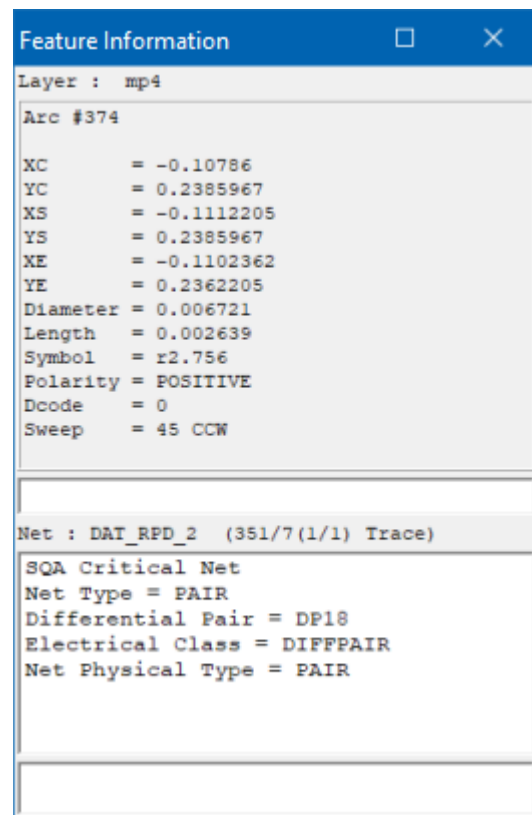 Feature Information
Layer :  mp4
Arc #374
XC       = -0.10786
YC       = 0.2385967
XS       = -0.1112205
YS       = 0.2385967
XE       = -0.1102362
YE       = 0.2362205
Diameter = 0.006721
Length   = 0.002639
Symbol   = r2.756
Polarity = POSITIVE
Dcode    = 0
Sweep    = 45 CCW
Net : DAT_RPD_2  (351/7(1/1) Trace)
SQA Critical Net
Net Type = PAIR
Differential Pair = DP18
Electrical Class = DIFFPAIR
Net Physical Type = PAIR